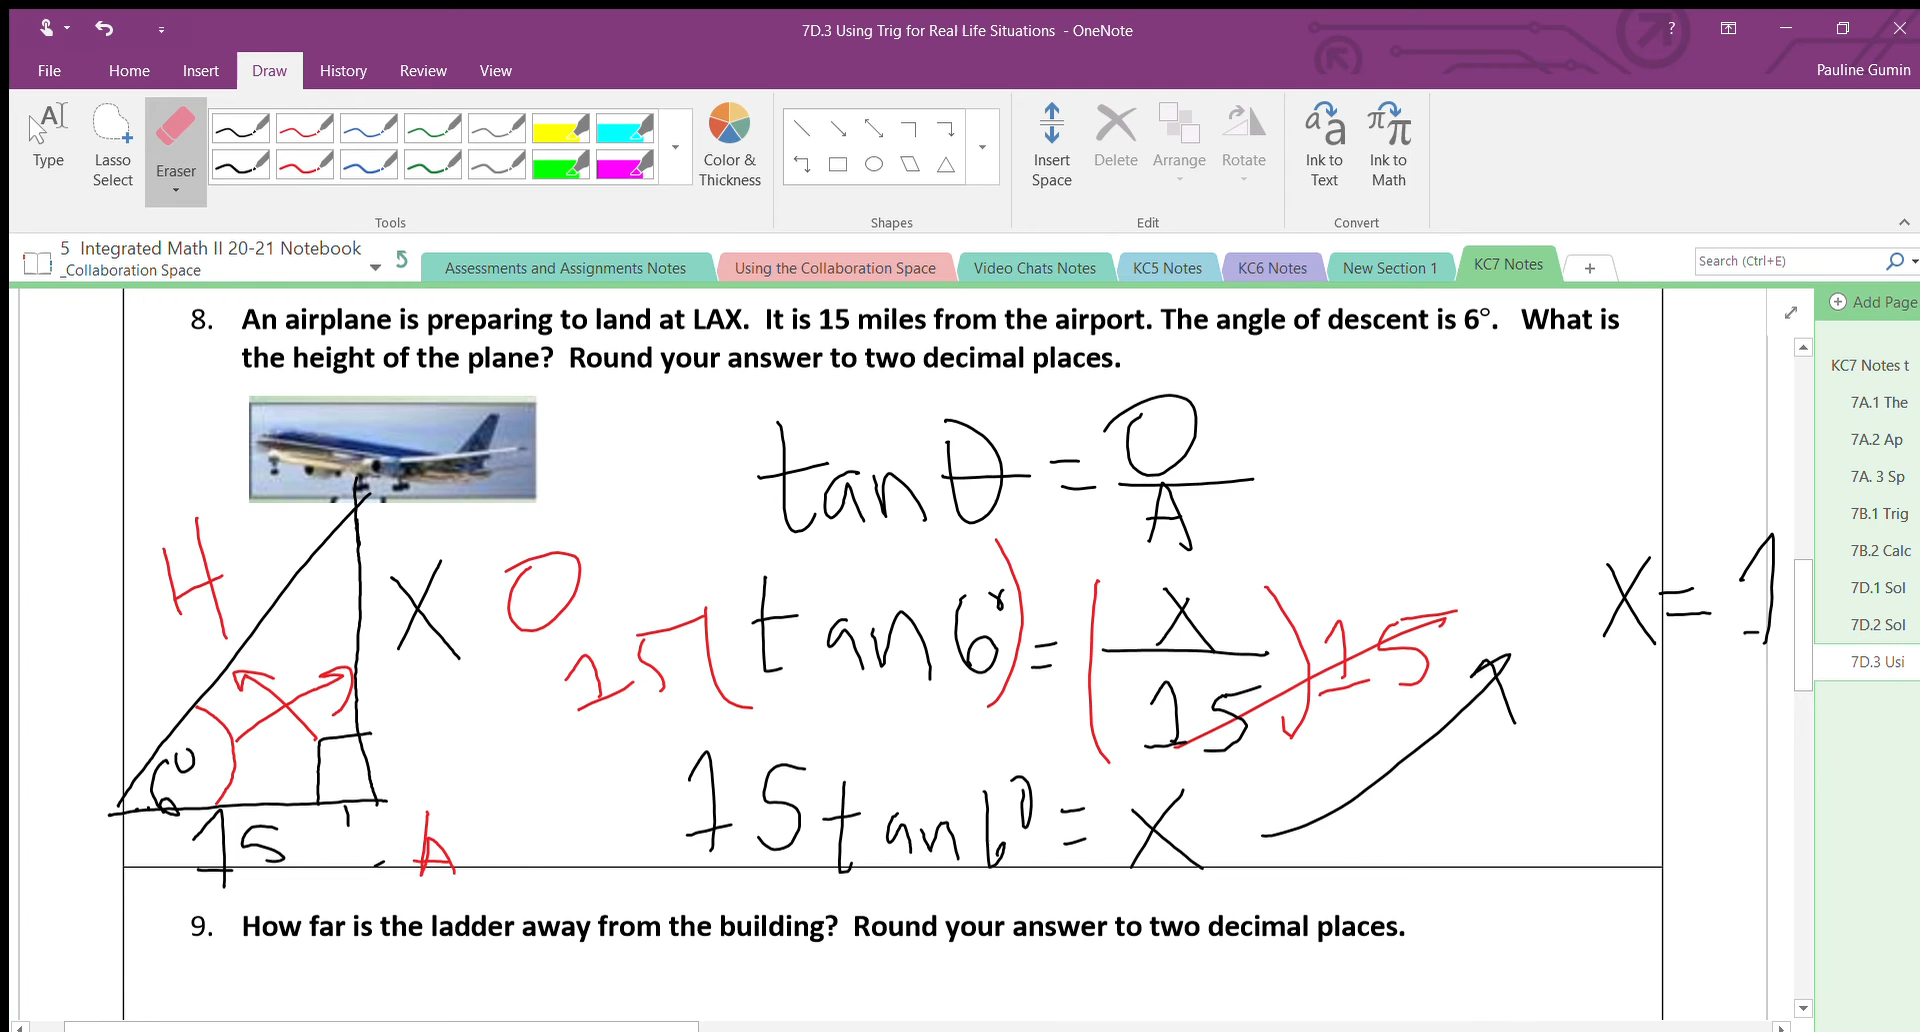 7D.3 Using Trig for Real Life Situations - OneNote
?
File Home Insert Draw History Review View
Pauline Gumin
Type
Lasso Select
Eraser
Color & Thickness
Insert Space
Delete
Arrange
Rotate
Ink to Text
Ink to Math
Tools
Shapes
Edit
Convert
5 Integrated Math II 20-21 Notebook
_Collaboration Space
Assessments and Assignments Notes
Using the Collaboration Space
Video Chats Notes
KC5 Notes
KC6 Notes
New Section 1
KC7 Notes
+
Search (Ctrl+E)
Add Page
KC7 Notes t
7A.1 The
7A.2 Ap
7A. 3 Sp
7B.1 Trig
7B.2 Calc
7D.1 Sol
7D.2 Sol
7D.3 Usi
8. An airplane is preparing to land at LAX. It is 15 miles from the airport. The angle of descent is 6°. What is
the height of the plane? Round your answer to two decimal places.
tan θ = O/A
H
X
O
15(tan 6°) = (x/15)15
x = 1
6°
15
A
15 tan 6° = x
9. How far is the ladder away from the building? Round your answer to two decimal places.